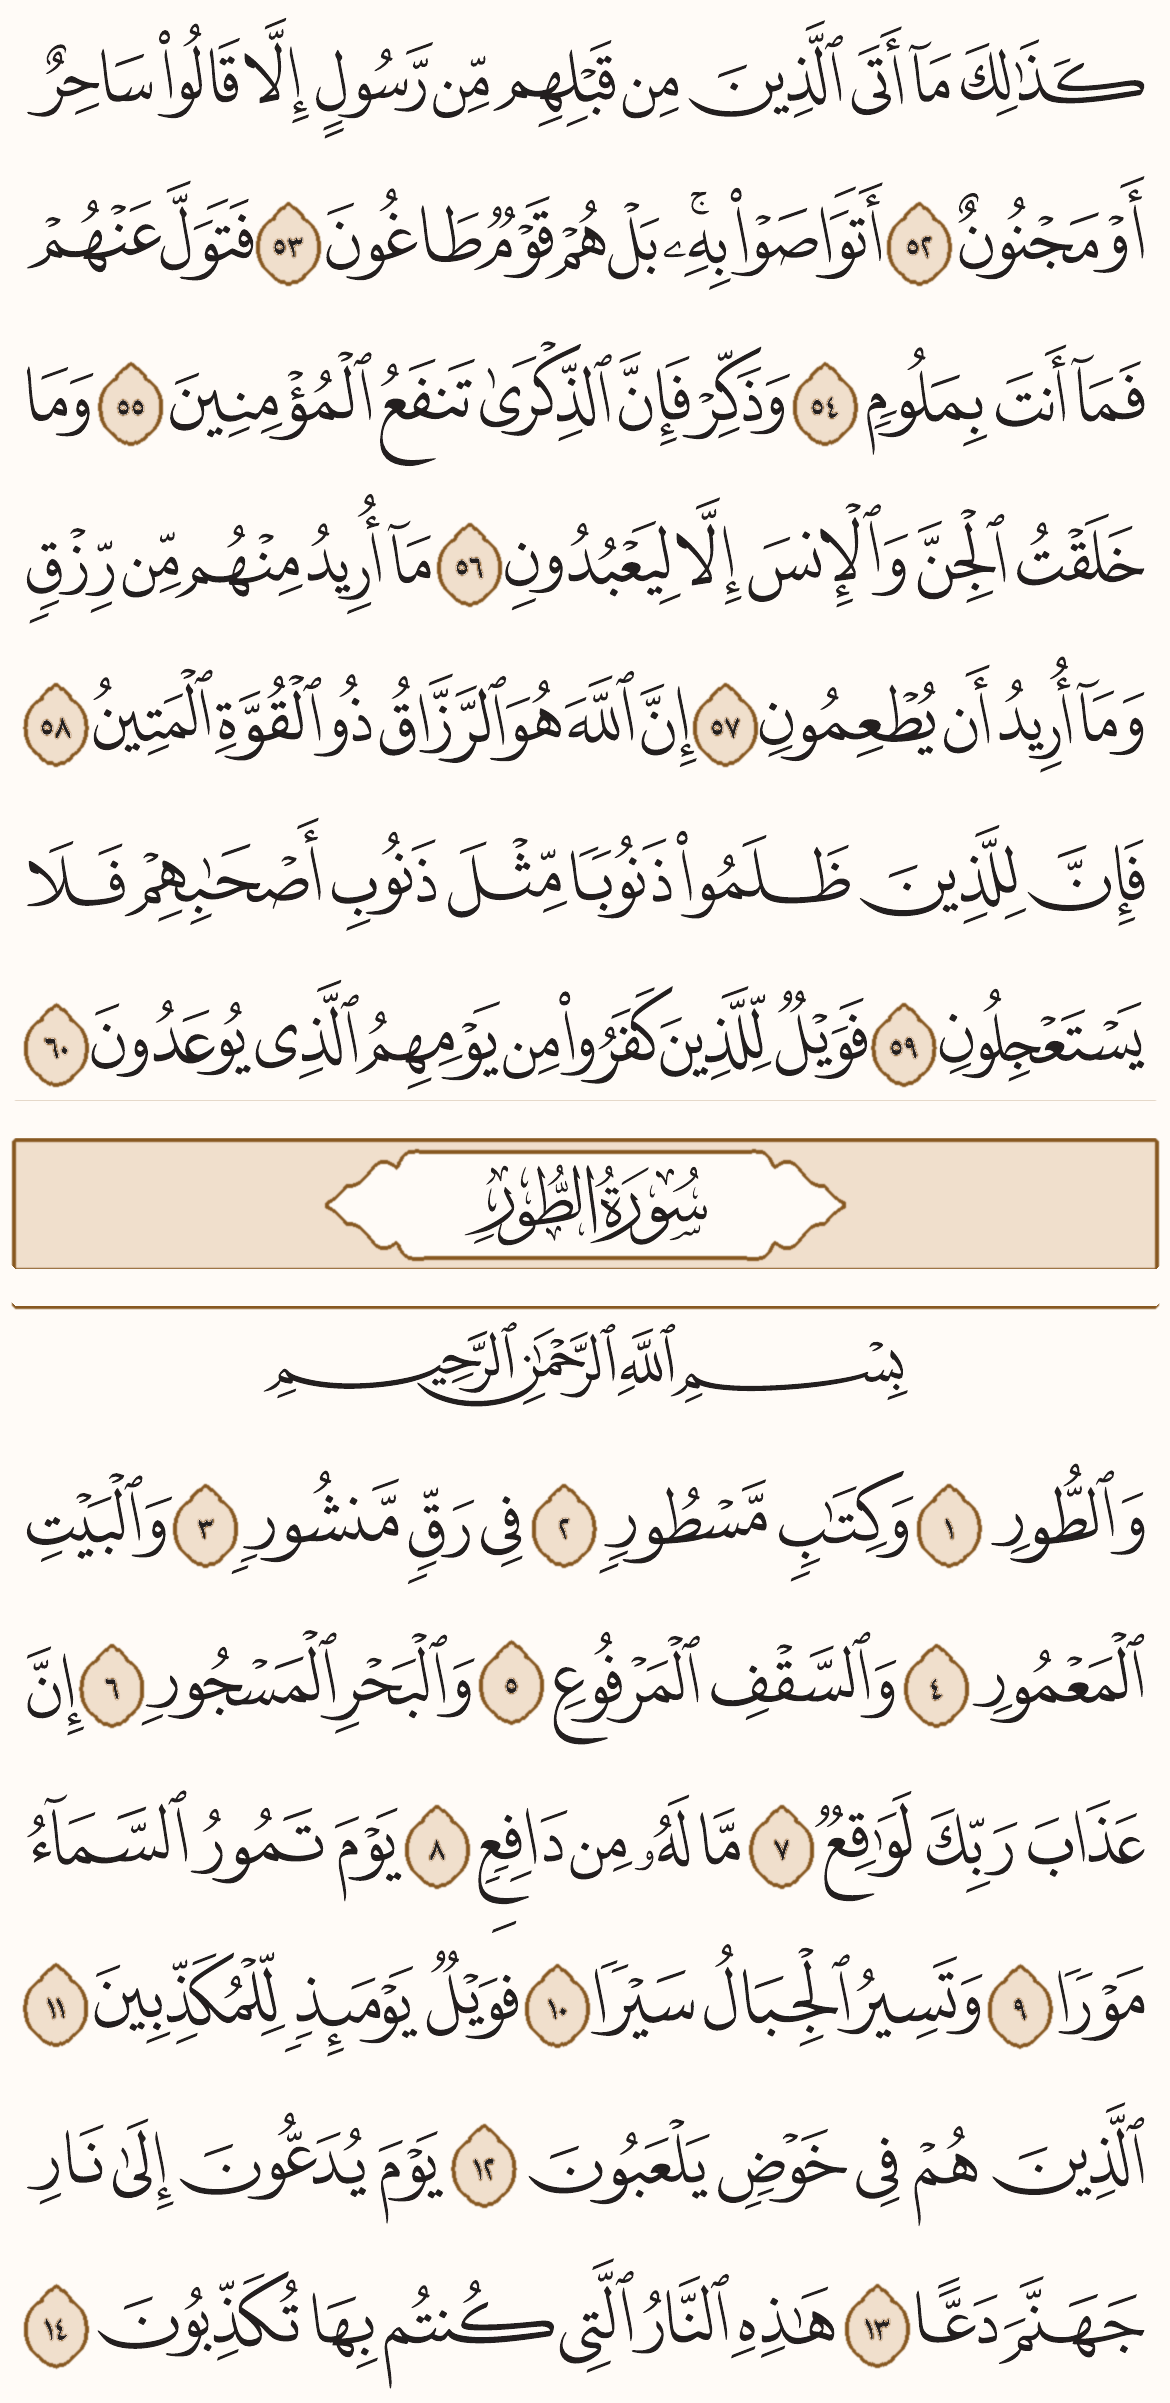 كَذَٰلِكَ مَآ أَتَى ٱلَّذِينَ مِن قَبۡلِهِم مِّن رَّسُولٍ إِلَّا قَالُواْ سَاحِرٌ
أَوۡ مَجۡنُونٌ ٥٢ أَتَوَاصَوۡاْ بِهِۦۚ بَلۡ هُمۡ قَوۡمٞ طَاغُونَ ٥٣ فَتَوَلَّ عَنۡهُمۡ
فَمَآ أَنتَ بِمَلُومٖ ٥٤ وَذَكِّرۡ فَإِنَّ ٱلذِّكۡرَىٰ تَنفَعُ ٱلۡمُؤۡمِنِينَ ٥٥ وَمَا
خَلَقۡتُ ٱلۡجِنَّ وَٱلۡإِنسَ إِلَّا لِيَعۡبُدُونِ ٥٦ مَآ أُرِيدُ مِنۡهُم مِّن رِّزۡقٖ
وَمَآ أُرِيدُ أَن يُطۡعِمُونِ ٥٧ إِنَّ ٱللَّهَ هُوَ ٱلرَّزَّاقُ ذُو ٱلۡقُوَّةِ ٱلۡمَتِينُ ٥٨
فَإِنَّ لِلَّذِينَ ظَلَمُواْ ذَنُوبٗا مِّثۡلَ ذَنُوبِ أَصۡحَٰبِهِمۡ فَلَا
يَسۡتَعۡجِلُونِ ٥٩ فَوَيۡلٞ لِّلَّذِينَ كَفَرُواْ مِن يَوۡمِهِمُ ٱلَّذِي يُوعَدُونَ ٦٠
سُورَةُ الطُّورِ
بِسۡمِ ٱللَّهِ ٱلرَّحۡمَٰنِ ٱلرَّحِيمِ
وَٱلطُّورِ ١ وَكِتَٰبٖ مَّسۡطُورٖ ٢ فِي رَقّٖ مَّنشُورٖ ٣ وَٱلۡبَيۡتِ
ٱلۡمَعۡمُورِ ٤ وَٱلسَّقۡفِ ٱلۡمَرۡفُوعِ ٥ وَٱلۡبَحۡرِ ٱلۡمَسۡجُورِ ٦ إِنَّ
عَذَابَ رَبِّكَ لَوَٰقِعٞ ٧ مَّا لَهُۥ مِن دَافِعٖ ٨ يَوۡمَ تَمُورُ ٱلسَّمَآءُ
مَوۡرٗا ٩ وَتَسِيرُ ٱلۡجِبَالُ سَيۡرٗا ١٠ فَوَيۡلٞ يَوۡمَئِذٖ لِّلۡمُكَذِّبِينَ ١١
ٱلَّذِينَ هُمۡ فِي خَوۡضٖ يَلۡعَبُونَ ١٢ يَوۡمَ يُدَعُّونَ إِلَىٰ نَارِ
جَهَنَّمَ دَعًّا ١٣ هَٰذِهِ ٱلنَّارُ ٱلَّتِي كُنتُم بِهَا تُكَذِّبُونَ ١٤